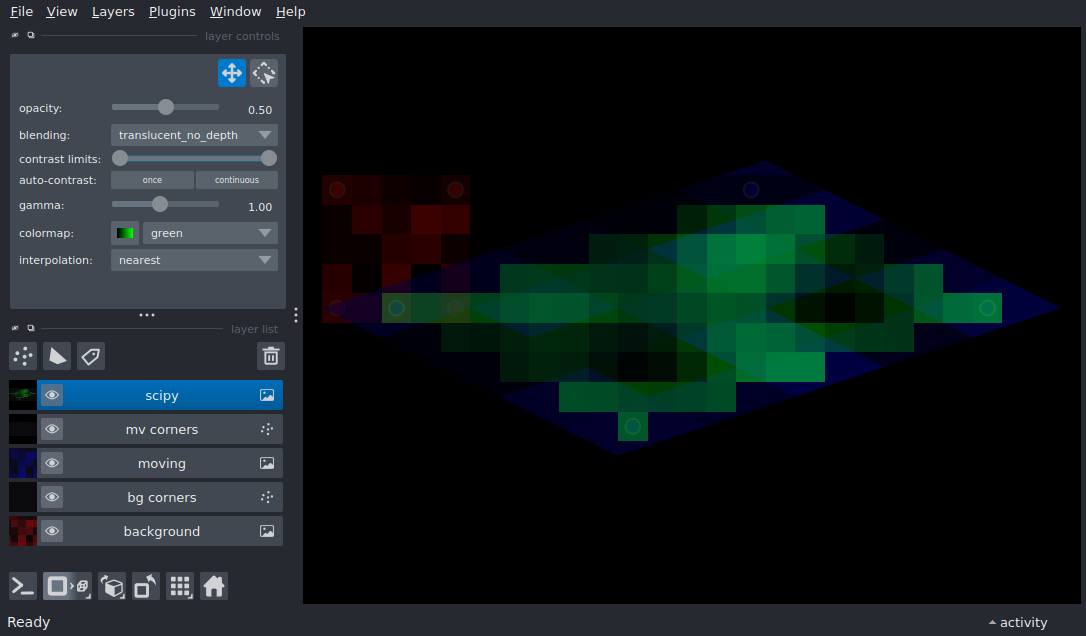 File View Layers Plugins Window Help
layer controls
opacity: 0.50
blending: translucent_no_depth
contrast limits:
auto-contrast: once continuous
gamma: 1.00
colormap: green
interpolation: nearest
layer list
scipy
mv corners
moving
bg corners
background
Ready activity